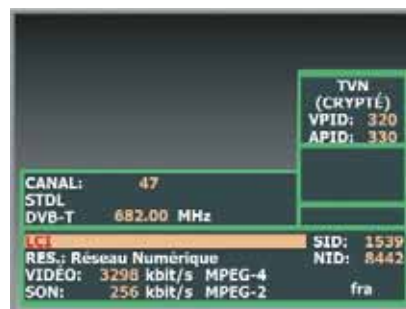 TVN
(CRYPTÉ)
VPID: 320
APID: 330
CANAL: 47
STDL
DVB-T 682.00 MHz
LCI SID: 1539
RES.: Réseau Numérique NID: 8442
VIDÉO: 3298 kbit/s MPEG-4
SON: 256 kbit/s MPEG-2 fra